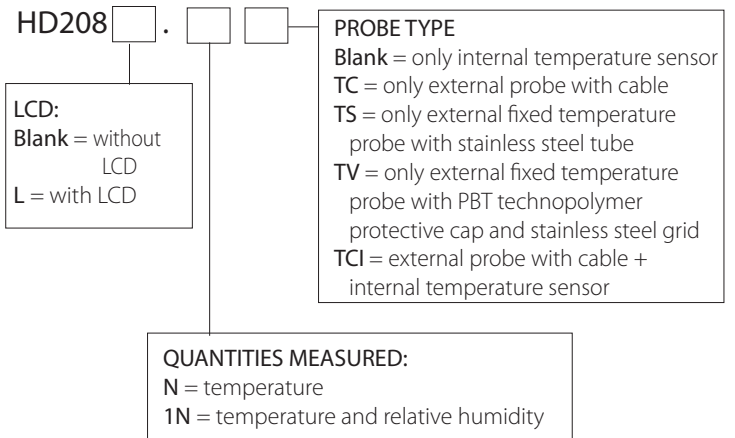 HD208 .
PROBE TYPE
Blank = only internal temperature sensor
TC = only external probe with cable
TS = only external fixed temperature
probe with stainless steel tube
TV = only external fixed temperature
probe with PBT technopolymer
protective cap and stainless steel grid
TCI = external probe with cable +
internal temperature sensor
LCD:
Blank = without
LCD
L = with LCD
QUANTITIES MEASURED:
N = temperature
1N = temperature and relative humidity